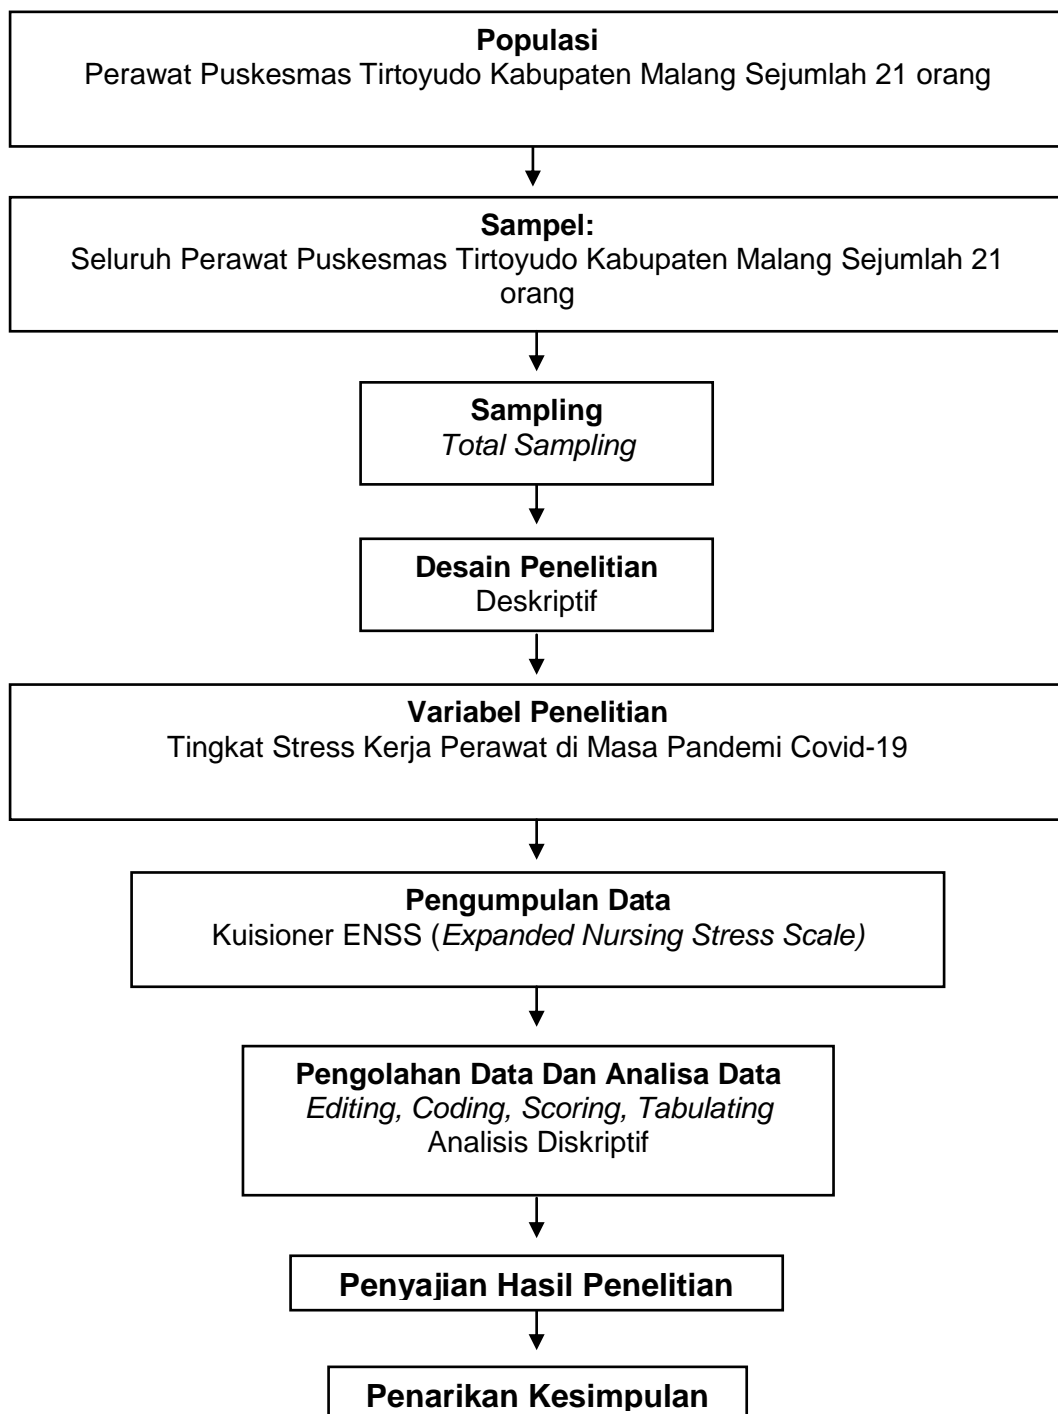 Populasi
Perawat Puskesmas Tirtoyudo Kabupaten Malang Sejumlah 21 orang
Sampel:
Seluruh Perawat Puskesmas Tirtoyudo Kabupaten Malang Sejumlah 21
orang
Sampling
Total Sampling
Desain Penelitian
Deskriptif
Variabel Penelitian
Tingkat Stress Kerja Perawat di Masa Pandemi Covid-19
Pengumpulan Data
Kuisioner ENSS (Expanded Nursing Stress Scale)
Pengolahan Data Dan Analisa Data
Editing, Coding, Scoring, Tabulating
Analisis Diskriptif
Penyajian Hasil Penelitian
Penarikan Kesimpulan